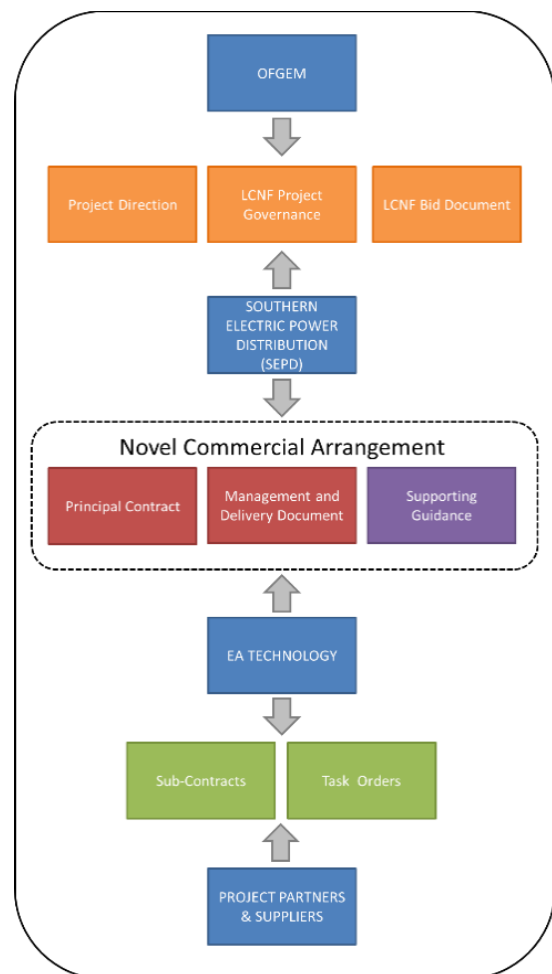 OFGEM
Project Direction
LCNF Project
Governance
LCNF Bid Document
SOUTHERN
ELECTRIC POWER
DISTRIBUTION
(SEPD)
Novel Commercial Arrangement
Principal Contract
Management and
Delivery Document
Supporting
Guidance
EA TECHNOLOGY
Sub-Contracts
Task Orders
PROJECT PARTNERS
& SUPPLIERS